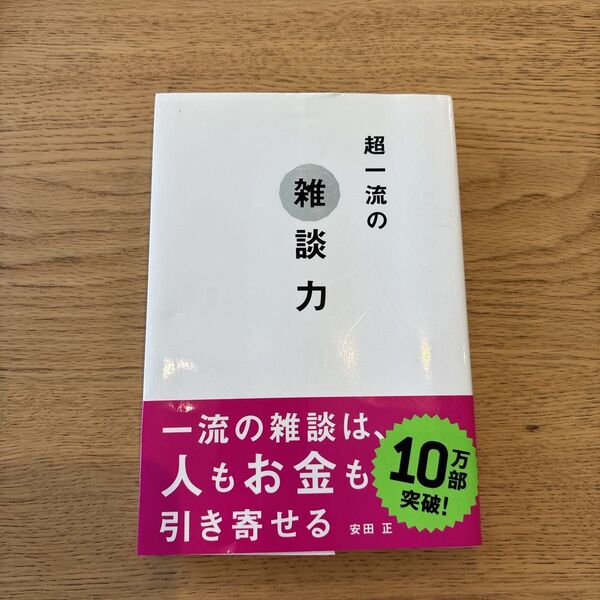 超一流の
雑談力
一流の雑談は、
人もお金も
引き寄せる
安田 正
10万部
突破!